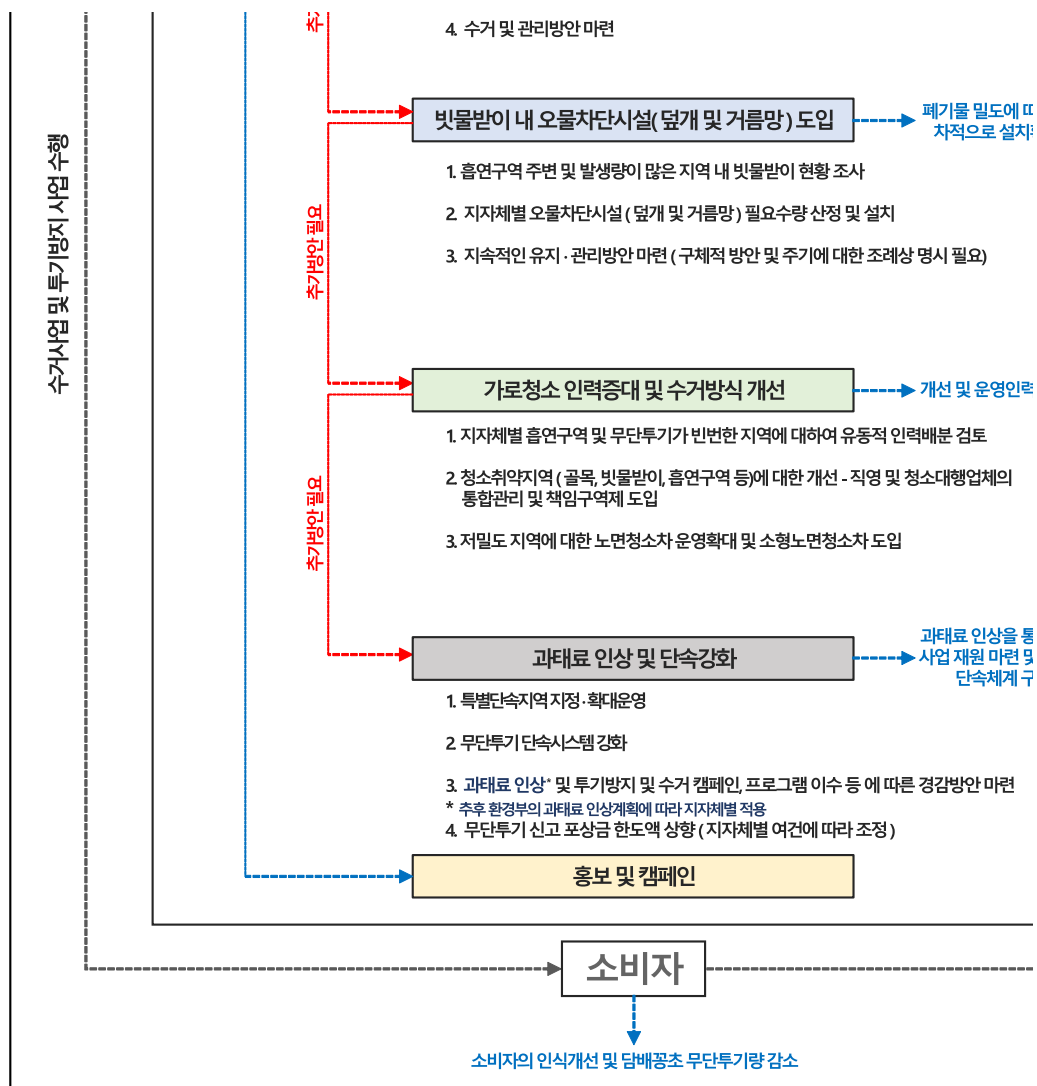 4. 수거 및 관리방안 마련
빗물받이 내 오물차단시설( 덮개 및 거름망 ) 도입
폐기물 밀도에 따
차적으로 설치
1. 흡연구역 주변 및 발생량이 많은 지역 내 빗물받이 현황 조사
2. 지자체별 오물차단시설 ( 덮개 및 거름망 ) 필요수량 산정 및 설치
3. 지속적인 유지 · 관리방안 마련 ( 구체적 방안 및 주기에 대한 조례상 명시 필요)
수거사업 및 투기방지 사업 수행
추가방안 필요
가로청소 인력증대 및 수거방식 개선
개선 및 운영인력
1. 지자체별 흡연구역 및 무단투기가 빈번한 지역에 대하여 유동적 인력배분 검토
2. 청소취약지역 ( 골목, 빗물받이, 흡연구역 등)에 대한 개선 - 직영 및 청소대행업체의
통합관리 및 책임구역제 도입
3. 저밀도 지역에 대한 노면청소차 운영확대 및 소형노면청소차 도입
추가방안 필요
과태료 인상 및 단속강화
과태료 인상을 통
사업 재원 마련 및
단속체계 구
1. 특별단속지역 지정·확대운영
2. 무단투기 단속시스템 강화
3. 과태료 인상* 및 투기방지 및 수거 캠페인, 프로그램 이수 등 에 따른 경감방안 마련
* 추후 환경부의 과태료 인상계획에 따라 지자체별 적용
4. 무단투기 신고 포상금 한도액 상향 ( 지자체별 여건에 따라 조정 )
홍보 및 캠페인
소비자
소비자의 인식개선 및 담배꽁초 무단투기량 감소